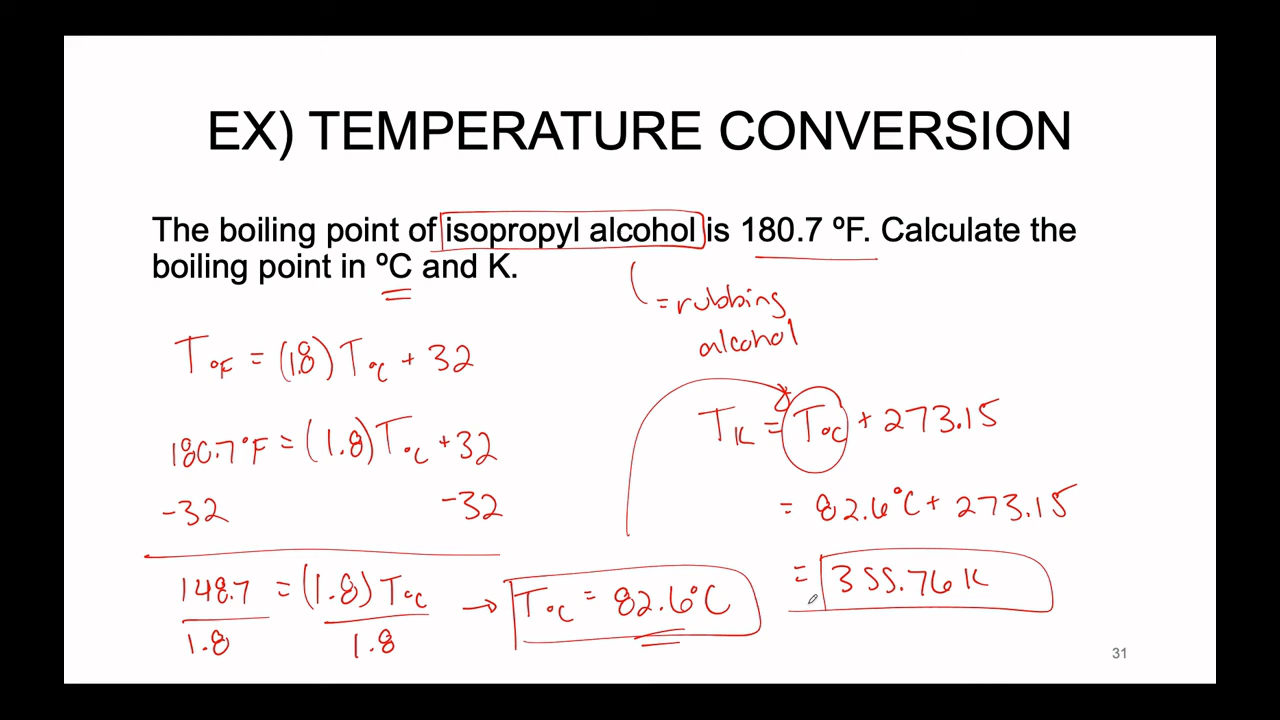 EX) TEMPERATURE CONVERSION
The boiling point of isopropyl alcohol is 180.7 ºF. Calculate the
boiling point in ºC and K.
= rubbing
alcohol
T°F = (1.8) T°C + 32
180.7°F = (1.8) T°C + 32
-32 -32
148.7 = (1.8) T°C
1.8 1.8
→ T°C = 82.6°C
TK = T°C + 273.15
= 82.6°C + 273.15
= 355.76 K
31